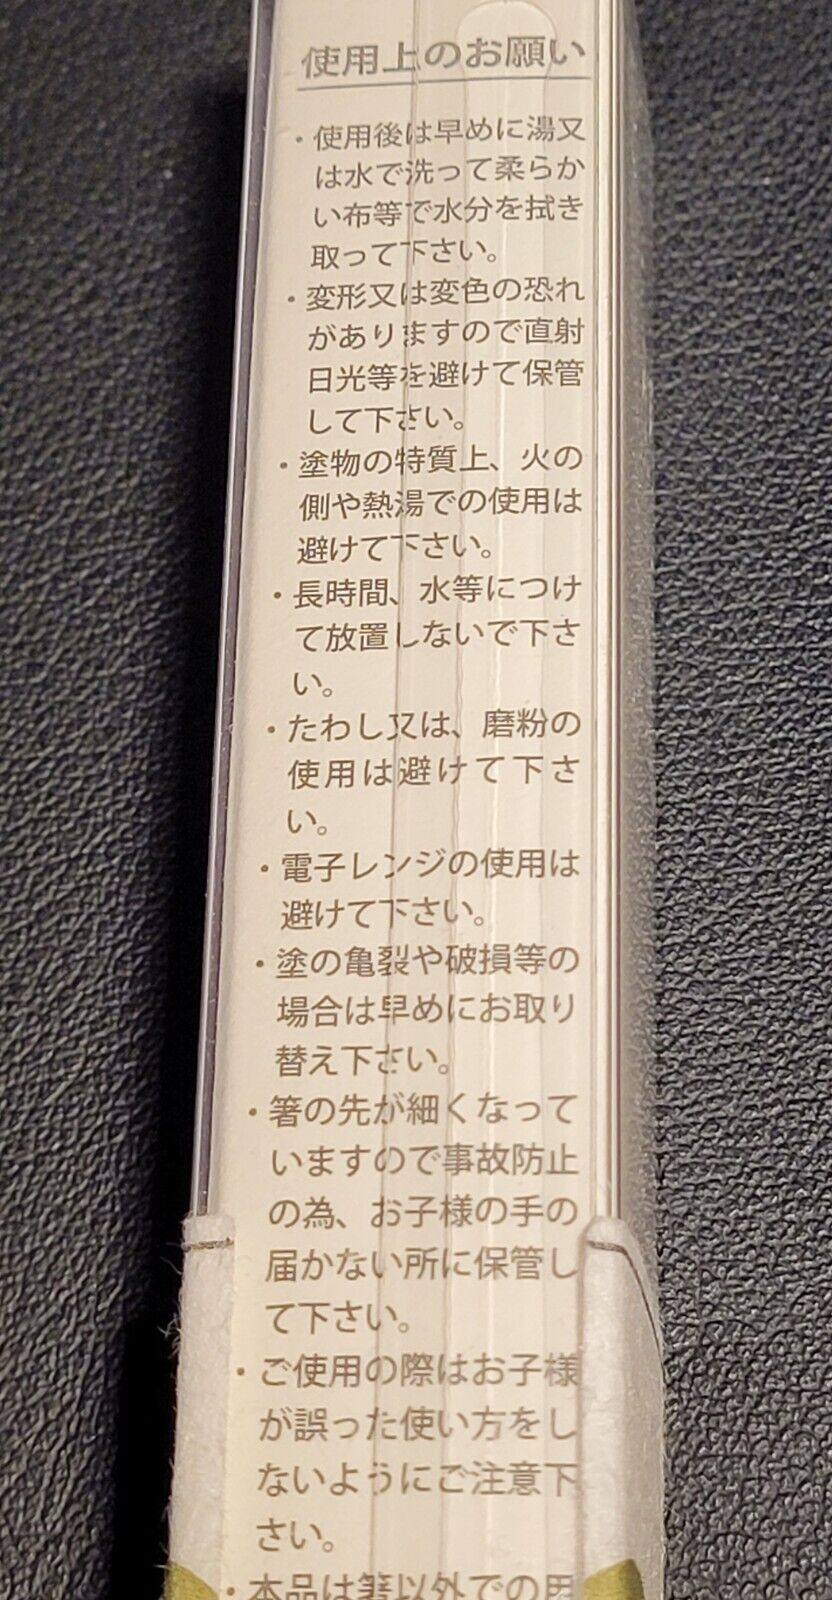 使用上のお願い
・使用後は早めに湯又
は水で洗って柔らか
い布等で水分を拭き
取って下さい。
・変形又は変色の恐れ
がありますので直射
日光等を避けて保管
して下さい。
・塗物の特質上、火の
側や熱湯での使用は
避けて下さい。
・長時間、水等につけ
て放置しないで下さ
い。
・たわし又は、磨粉の
使用は避けて下さ
い。
・電子レンジの使用は
避けて下さい。
・塗の亀裂や破損等の
場合は早めにお取り
替え下さい。
・箸の先が細くなって
いますので事故防止
の為、お子様の手の
届かない所に保管し
て下さい。
・ご使用の際はお子様
が誤った使い方をし
ないようにご注意下
さい。
・本品は箸以外での用